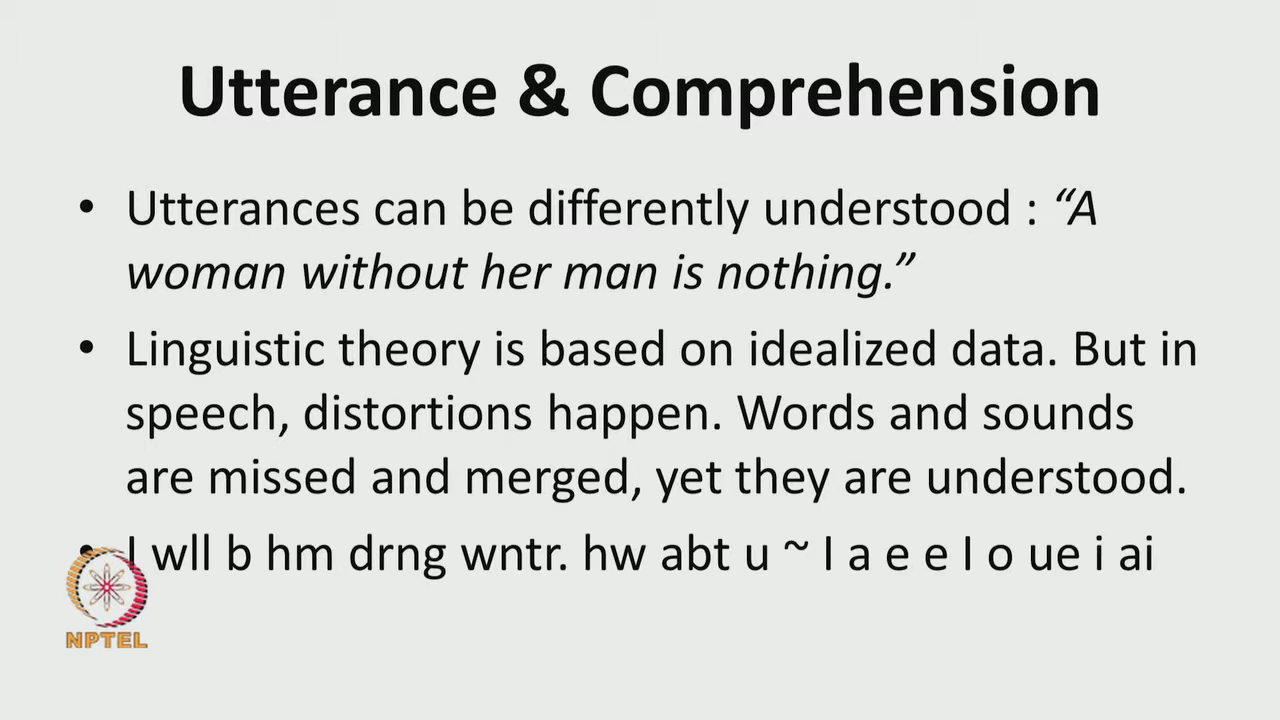 Utterance & Comprehension
• Utterances can be differently understood : “A
woman without her man is nothing.”
• Linguistic theory is based on idealized data. But in
speech, distortions happen. Words and sounds
are missed and merged, yet they are understood.
• I wll b hm drng wntr. hw abt u ~ I a e e I o ue i ai
NPTEL